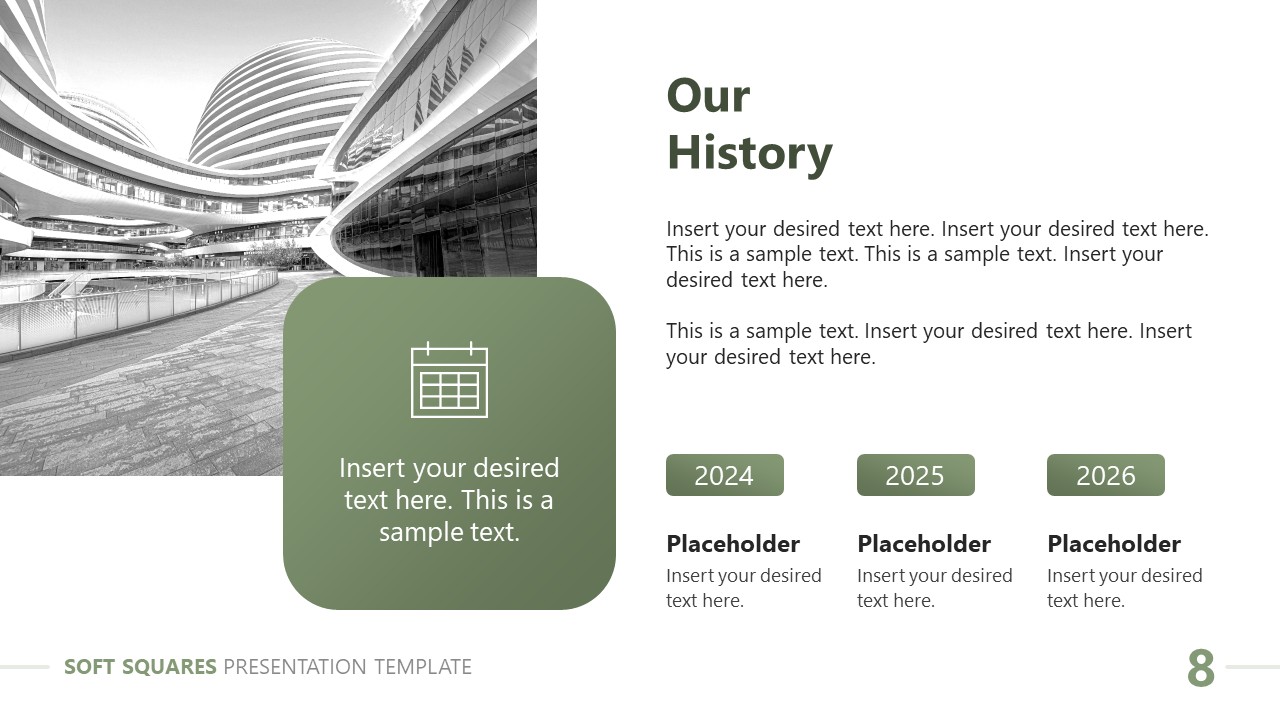 Our
History
Insert your desired text here. Insert your desired text here.
This is a sample text. This is a sample text. Insert your
desired text here.
This is a sample text. Insert your desired text here. Insert
your desired text here.
Insert your desired
text here. This is a
sample text.
2024
2025
2026
Placeholder
Insert your desired
text here.
Placeholder
Insert your desired
text here.
Placeholder
Insert your desired
text here.
SOFT SQUARES PRESENTATION TEMPLATE
8